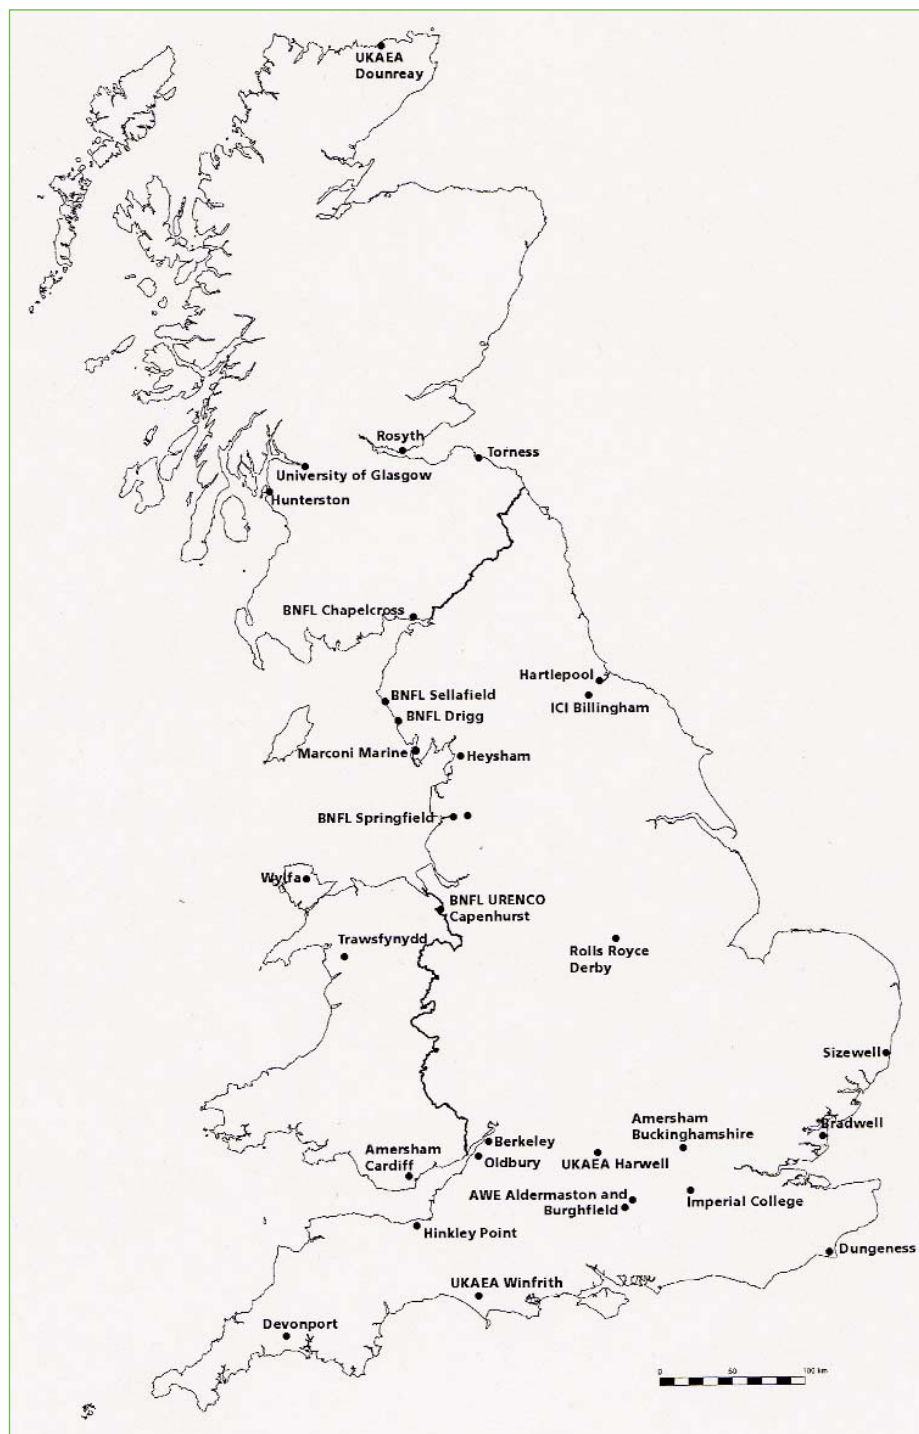 UKAEA
Dounreay
Rosyth
Torness
University of Glasgow
Hunterston
BNFL Chapelcross
Hartlepool
ICI Billingham
BNFL Sellafield
BNFL Drigg
Marconi Marine
Heysham
BNFL Springfield
Wylfa
BNFL URENCO
Capenhurst
Trawsfynydd
Rolls Royce
Derby
Sizewell
Amersham
Buckinghamshire
Bradwell
Berkeley
Amersham
Cardiff
Oldbury
UKAEA Harwell
AWE Aldermaston and
Burghfield
Imperial College
Hinkley Point
Dungeness
UKAEA Winfrith
Devonport
0 50 100 km